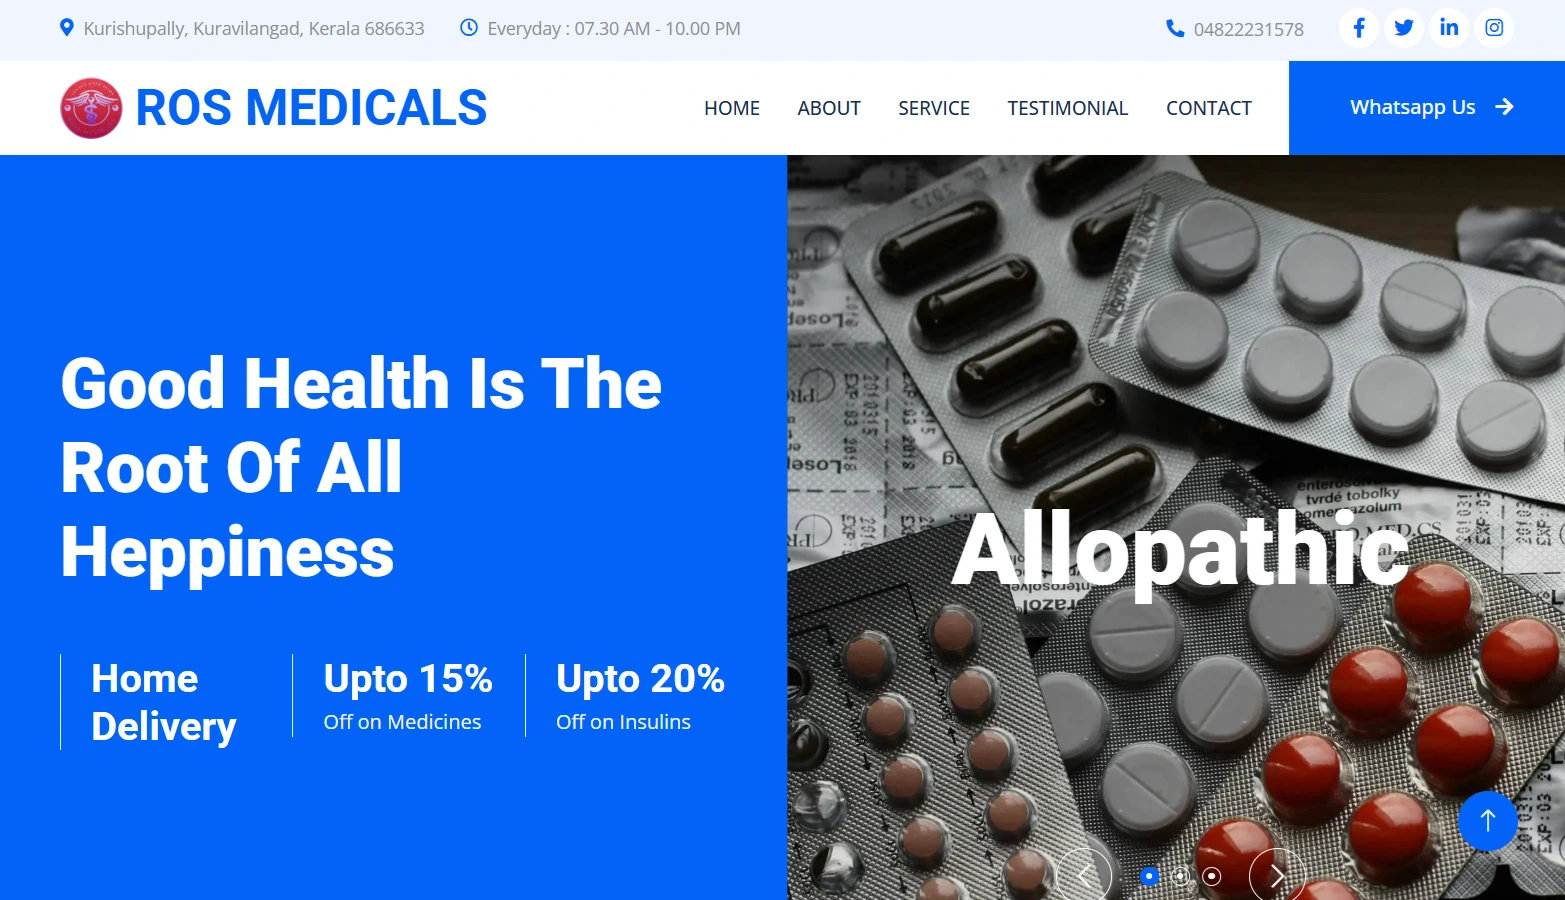 Kurishupally, Kuravilangad, Kerala 686633
Everyday : 07.30 AM - 10.00 PM
04822231578
ROS MEDICALS
HOME
ABOUT
SERVICE
TESTIMONIAL
CONTACT
Whatsapp Us
Good Health Is The
Root Of All
Heppiness
Home
Delivery
Upto 15%
Off on Medicines
Upto 20%
Off on Insulins
Allopathic
tvrdé tobolky